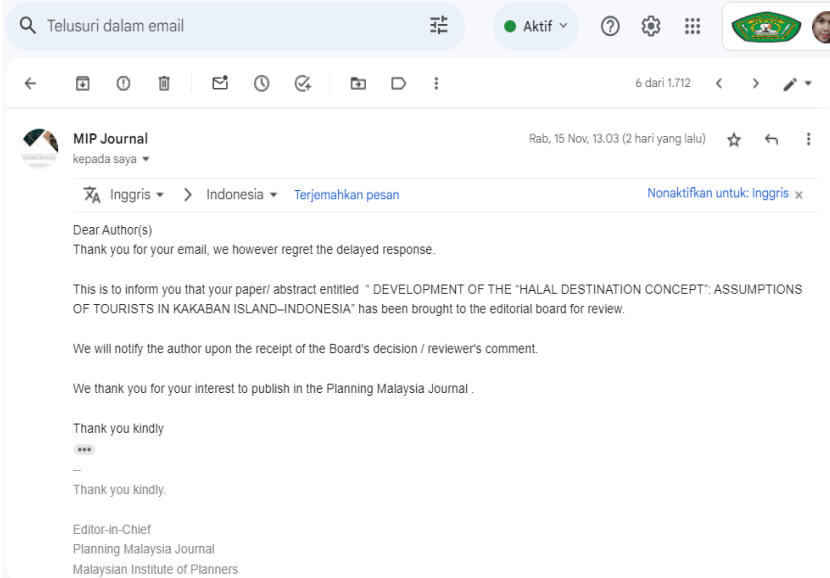 Telusuri dalam email
Aktif
6 dari 1.712
MIP Journal
Rab, 15 Nov, 13.03 (2 hari yang lalu)
kepada saya
Inggris > Indonesia Terjemahkan pesan
Nonaktifkan untuk: Inggris x
Dear Author(s)
Thank you for your email, we however regret the delayed response.
This is to inform you that your paper/ abstract entitled “ DEVELOPMENT OF THE “HALAL DESTINATION CONCEPT”: ASSUMPTIONS
OF TOURISTS IN KAKABAN ISLAND–INDONESIA” has been brought to the editorial board for review.
We will notify the author upon the receipt of the Board's decision / reviewer's comment.
We thank you for your interest to publish in the Planning Malaysia Journal .
Thank you kindly
--
Thank you kindly.
Editor-in-Chief
Planning Malaysia Journal
Malaysian Institute of Planners